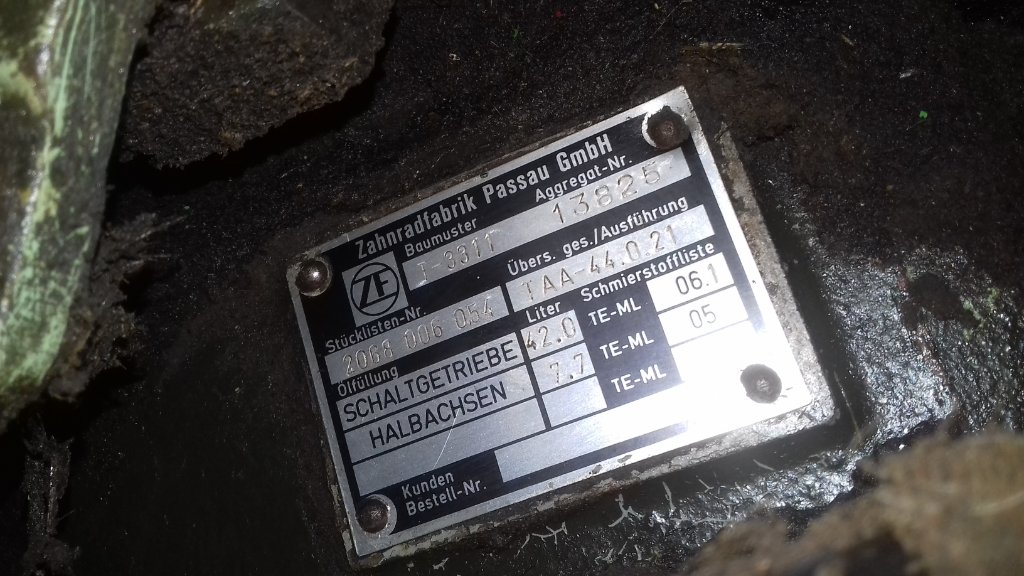 Zahnradfabrik Passau GmbH
ZF
Baumuster Aggregat-Nr.
T-3311 13825
Stücklisten-Nr. Übers. ges./Ausführung
2068 006 054 TAA-44.0.21
Ölfüllung Liter Schmierstoffliste
SCHALTGETRIEBE 42.0 TE-ML 06.1
HALBACHSEN 7.7 TE-ML 05
TE-ML
Kunden
Bestell-Nr.